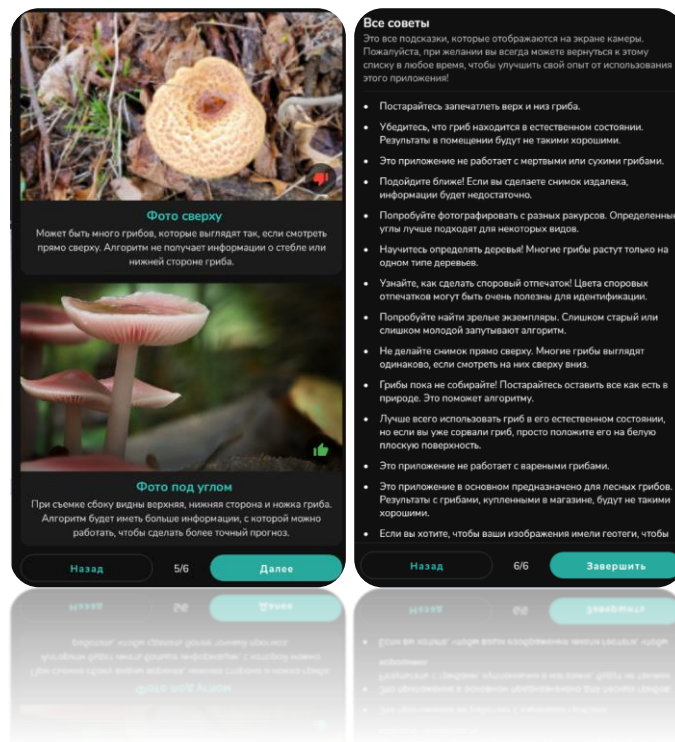 Фото сверху
Может быть много грибов, которые выглядят так, если смотреть
прямо сверху. Алгоритм не получает информации о стебле или
нижней стороне гриба.
Фото под углом
При съемке сбоку видны верхняя, нижняя сторона и ножка гриба.
Алгоритм будет иметь больше информации, с которой можно
работать, чтобы сделать более точный прогноз.
Назад
5/6
Далее
Все советы
Это все подсказки, которые отображаются на экране камеры.
Пожалуйста, при желании вы всегда можете вернуться к этому
списку в любое время, чтобы улучшить свой опыт от использования
этого приложения!
• Постарайтесь запечатлеть верх и низ гриба.
• Убедитесь, что гриб находится в естественном состоянии.
Результаты в помещении будут не такими хорошими.
• Это приложение не работает с мертвыми или сухими грибами.
• Подойдите ближе! Если вы сделаете снимок издалека,
информации будет недостаточно.
• Попробуйте фотографировать с разных ракурсов. Определенные
углы лучше подходят для некоторых видов.
• Научитесь определять деревья! Многие грибы растут только на
одном типе деревьев.
• Узнайте, как сделать споровый отпечаток! Цвета споровых
отпечатков могут быть очень полезны для идентификации.
• Попробуйте найти зрелые экземпляры. Слишком старый или
слишком молодой запутывают алгоритм.
• Не делайте снимок прямо сверху. Многие грибы выглядят
одинаково, если смотреть на них сверху вниз.
• Грибы пока не собирайте! Постарайтесь оставить все как есть в
природе. Это поможет алгоритму.
• Лучше всего использовать гриб в его естественном состоянии,
но если вы уже сорвали гриб, просто положите его на белую
плоскую поверхность.
• Это приложение не работает с вареными грибами.
• Это приложение в основном предназначено для лесных грибов.
Результаты с грибами, купленными в магазине, будут не такими
хорошими.
• Если вы хотите, чтобы ваши изображения имели геотеги, чтобы
Назад
6/6
Завершить